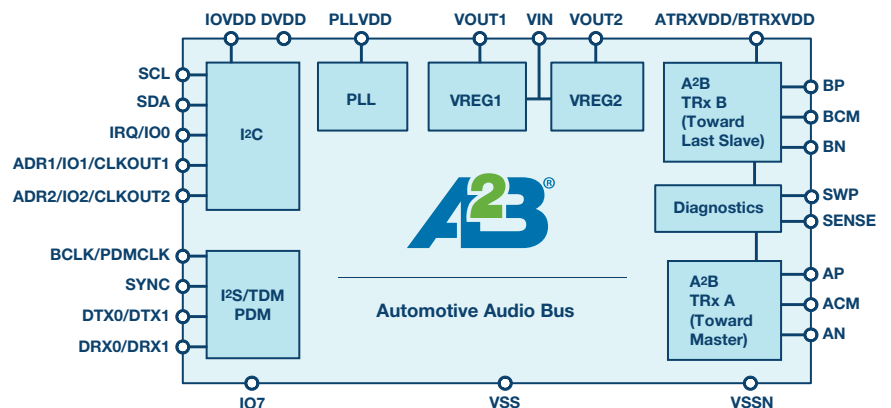 IOVDD DVDD PLLVDD VOUT1 VIN VOUT2 ATRXVDD/BTRXVDD
SCL
SDA
IRQ/IO0
ADR1/IO1/CLKOUT1
ADR2/IO2/CLKOUT2
I²C
PLL
VREG1
VREG2
A²B
TRx B
(Toward
Last Slave)
BP
BCM
BN
Diagnostics
SWP
SENSE
A2B®
Automotive Audio Bus
BCLK/PDMCLK
SYNC
DTX0/DTX1
DRX0/DRX1
I²S/TDM
PDM
A²B
TRx A
(Toward
Master)
AP
ACM
AN
IO7 VSS VSSN